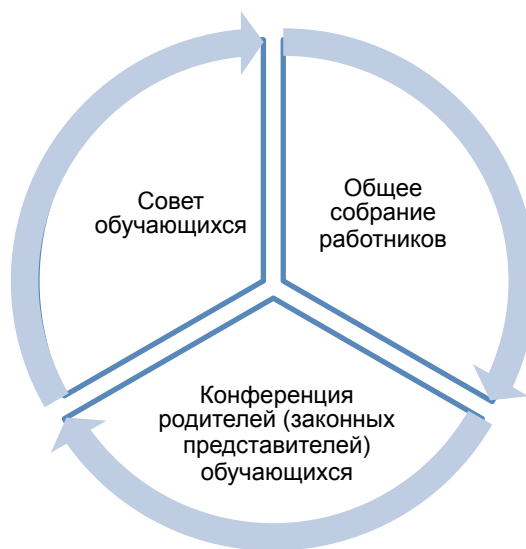 Совет
обучающихся
Общее
собрание
работников
Конференция
родителей (законных
представителей)
обучающихся